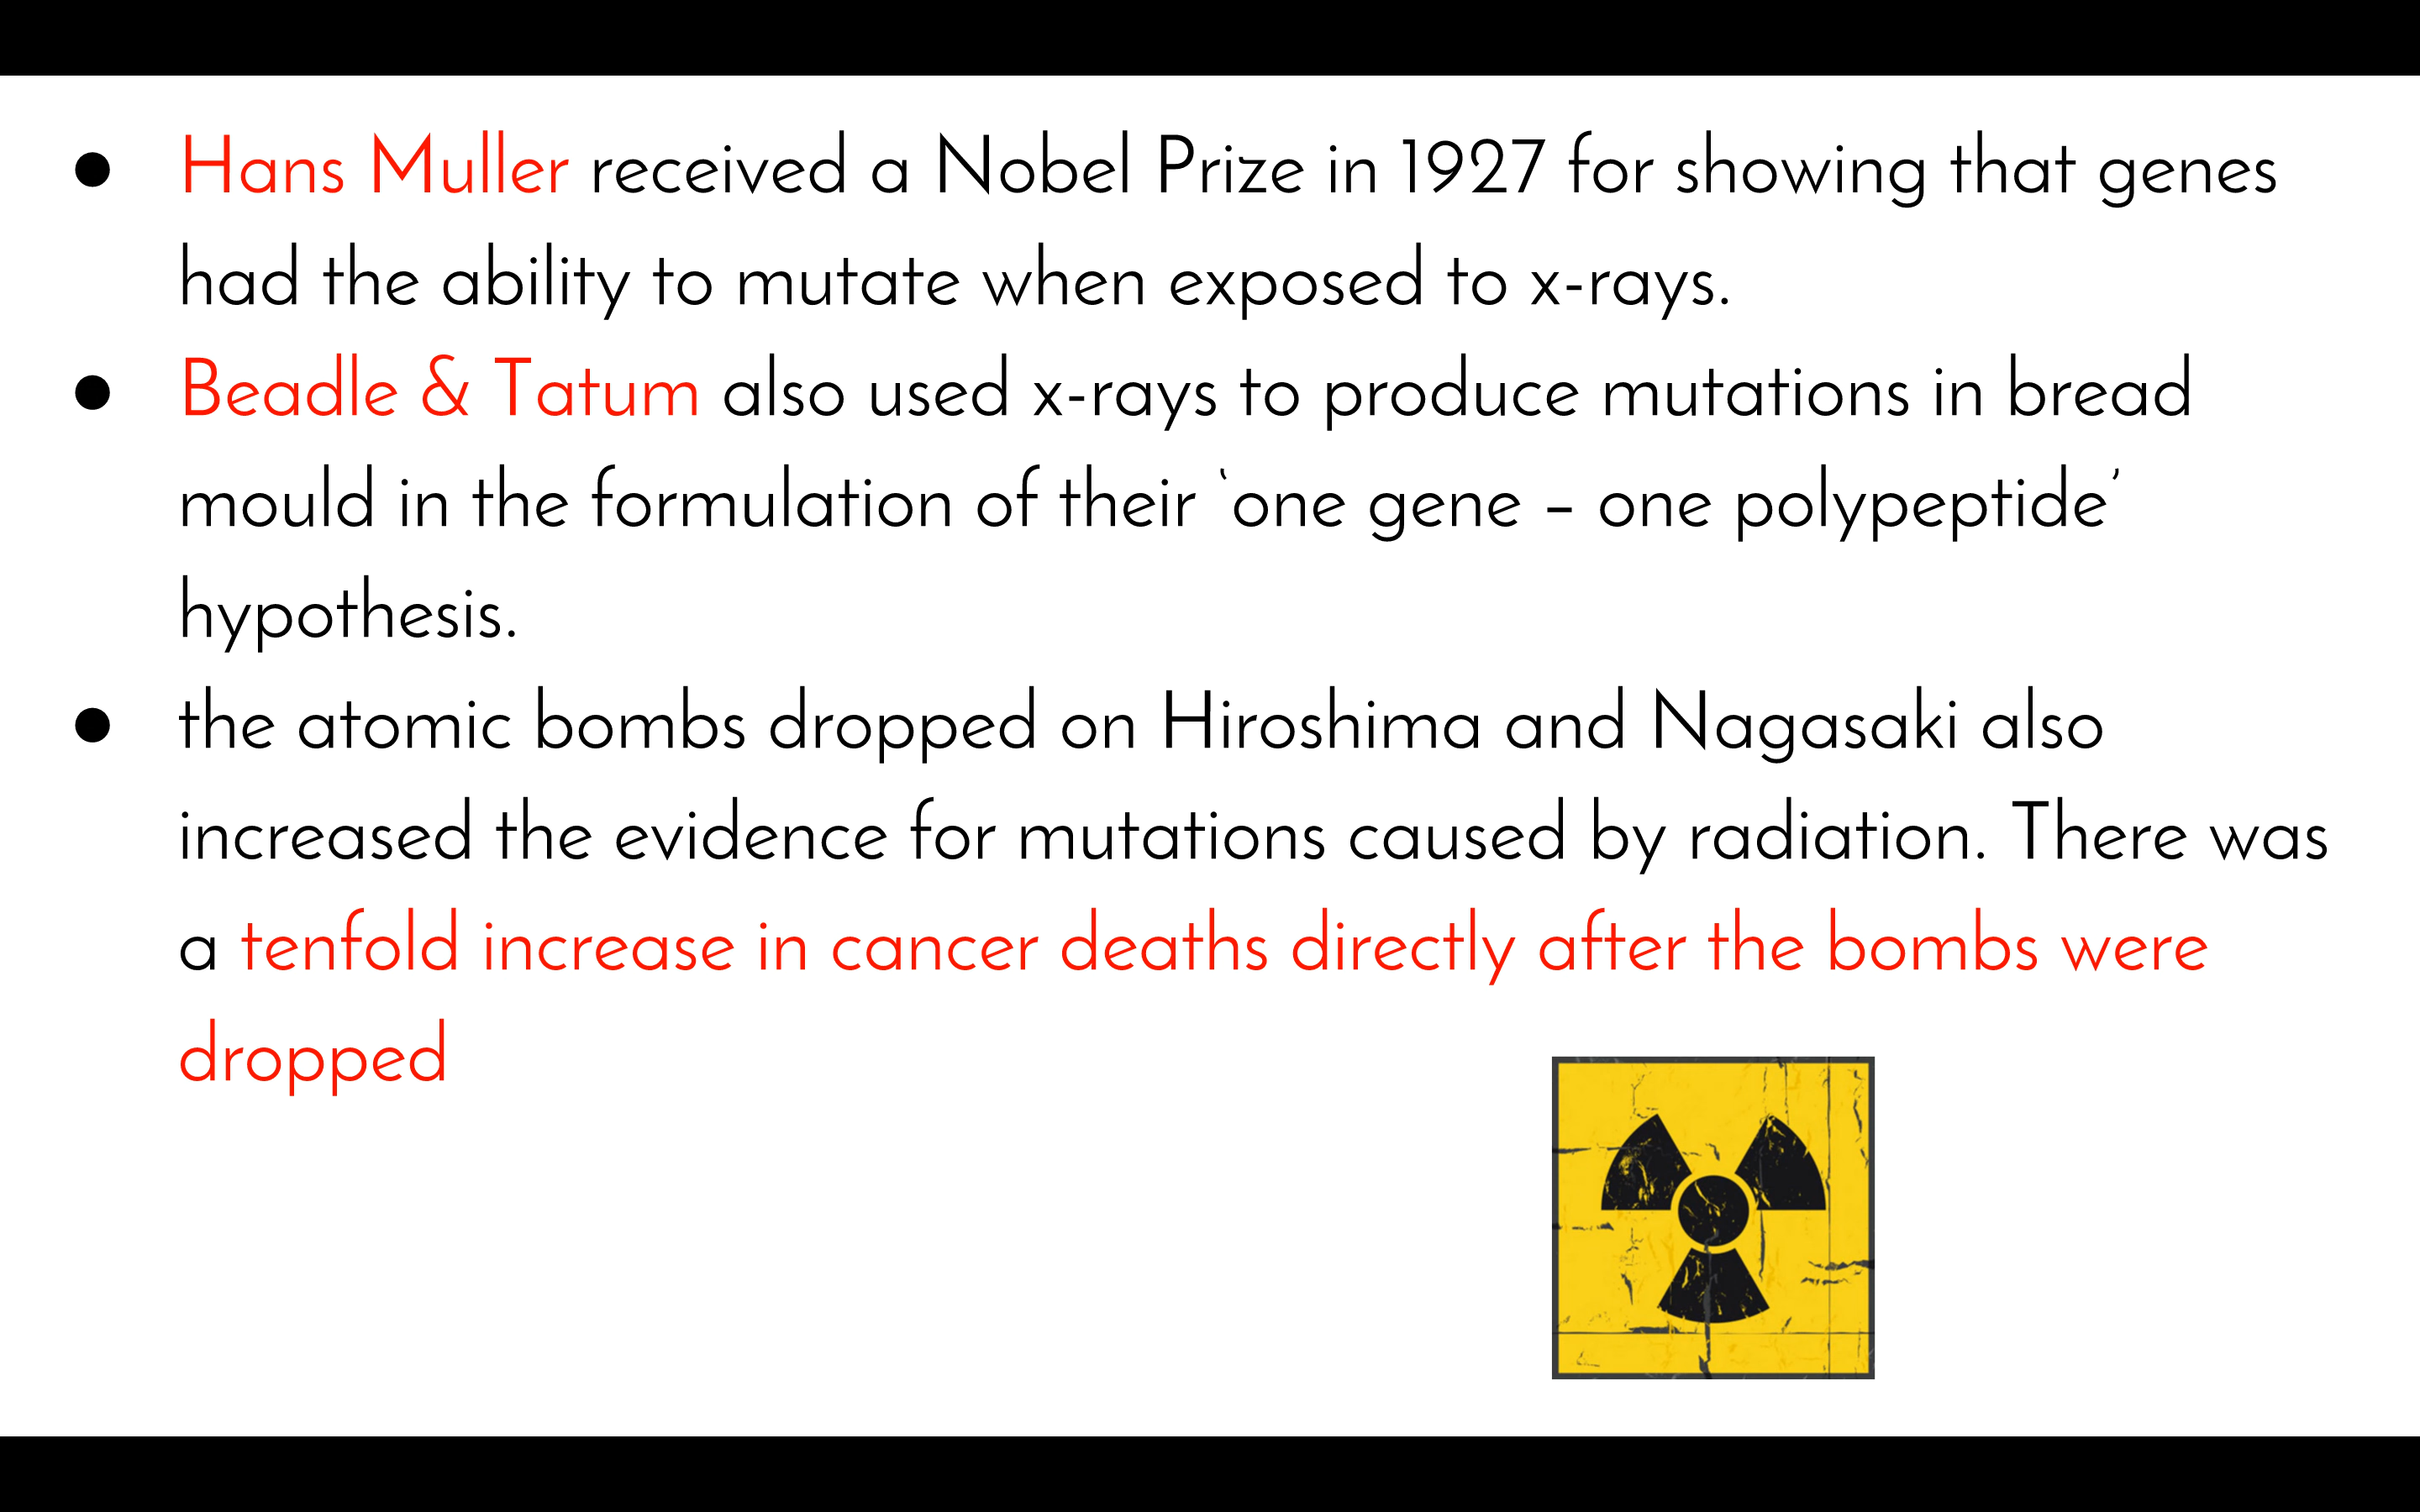 ● Hans Muller received a Nobel Prize in 1927 for showing that genes
had the ability to mutate when exposed to x-rays.
● Beadle & Tatum also used x-rays to produce mutations in bread
mould in the formulation of their ‘one gene – one polypeptide’
hypothesis.
● the atomic bombs dropped on Hiroshima and Nagasaki also
increased the evidence for mutations caused by radiation. There was
a tenfold increase in cancer deaths directly after the bombs were
dropped